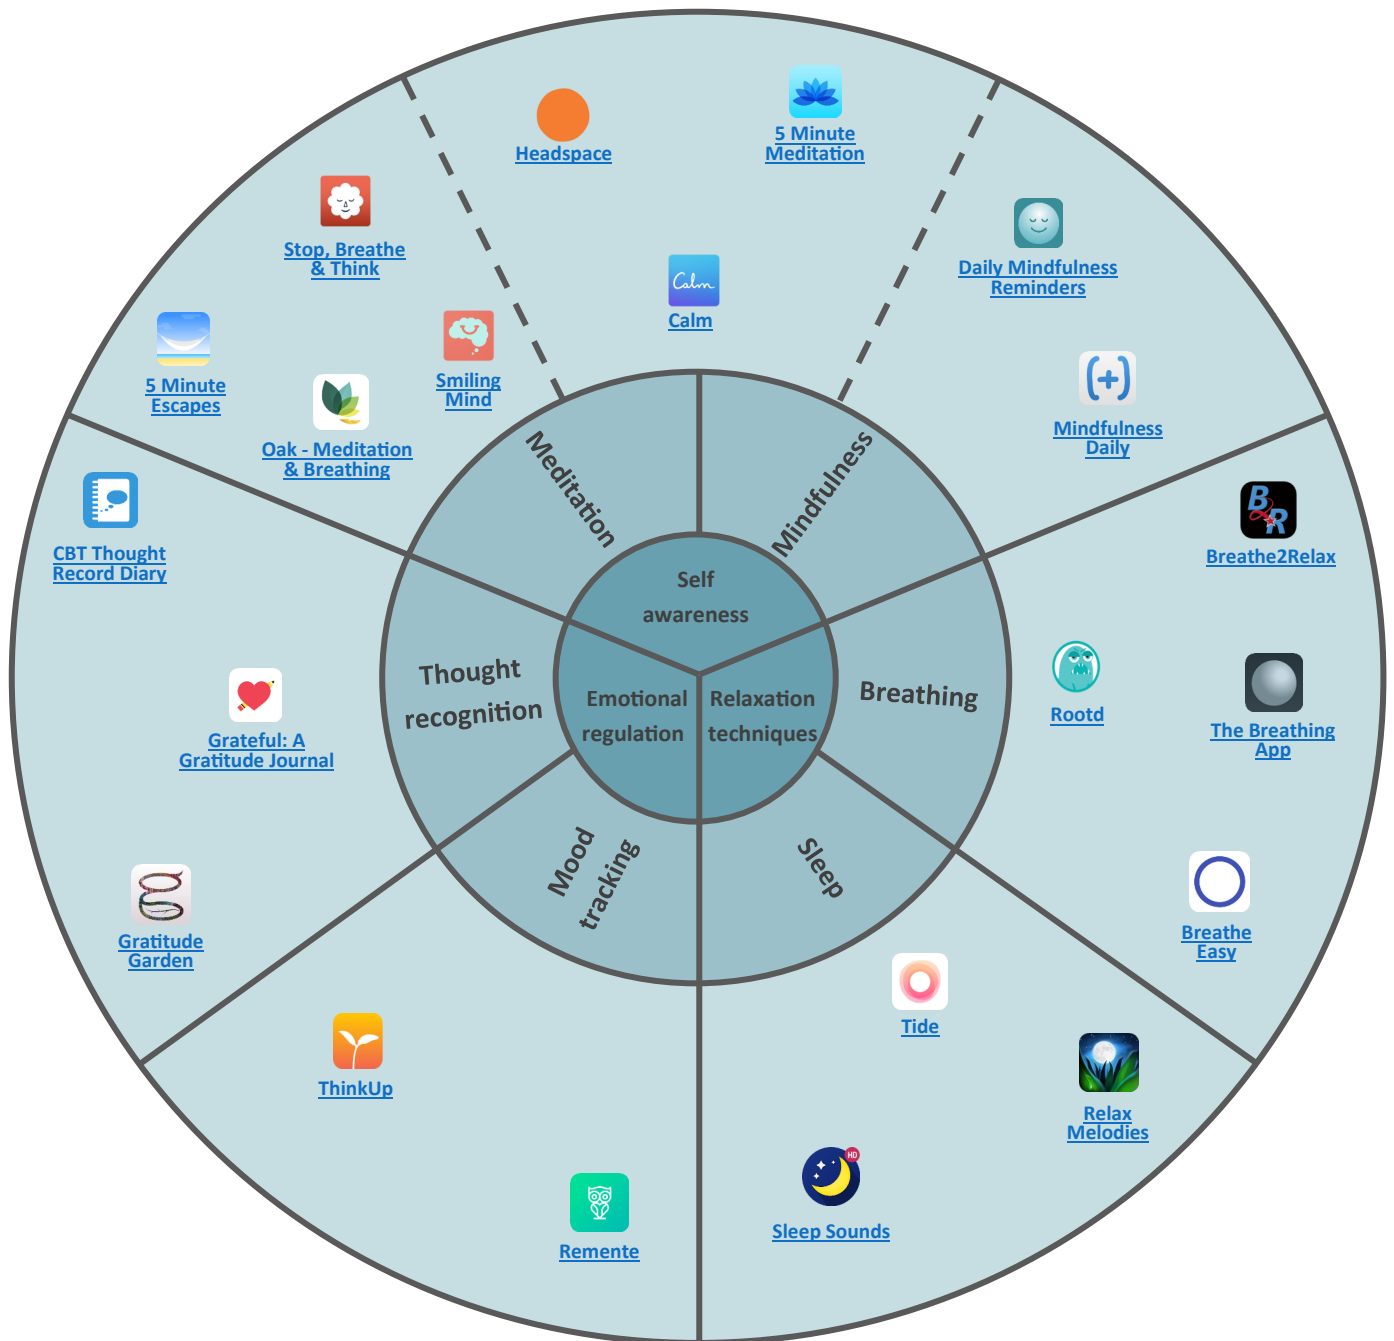 Headspace
5 Minute
Meditation
Calm
Calm
Stop, Breathe
& Think
5 Minute
Escapes
Oak - Meditation
& Breathing
Smiling
Mind
Daily Mindfulness
Reminders
Mindfulness
Daily
Meditation
Mindfulness
Self
awareness
CBT Thought
Record Diary
Grateful: A
Gratitude Journal
Gratitude
Garden
Thought
recognition
Emotional
regulation
Relaxation
techniques
Breathing
B2R
Breathe2Relax
Rootd
The Breathing
App
Breathe
Easy
Mood
tracking
Sleep
ThinkUp
Remente
Tide
Relax
Melodies
HD
Sleep Sounds